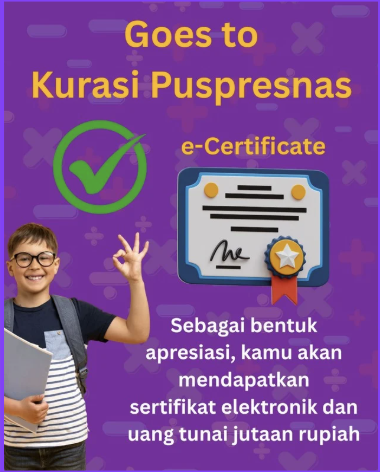 Goes to
Kurasi Puspresnas
e-Certificate
Sebagai bentuk
apresiasi, kamu akan
mendapatkan
sertifikat elektronik dan
uang tunai jutaan rupiah